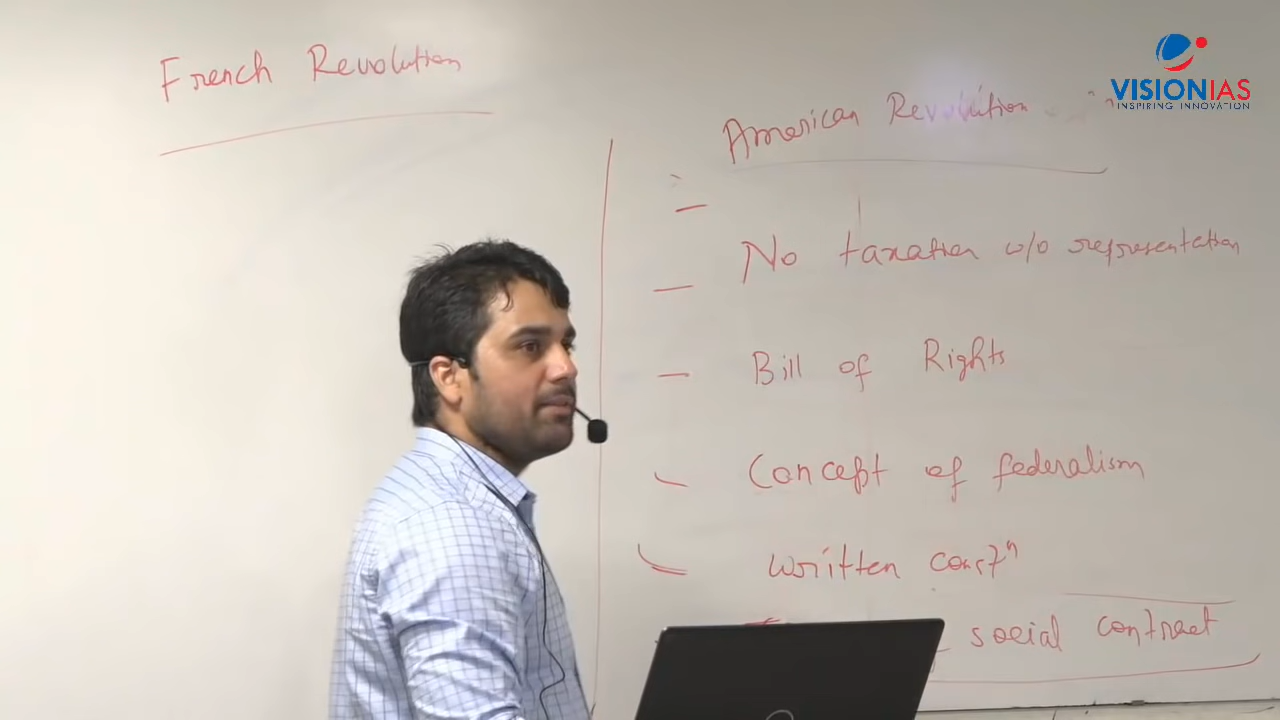 French Revolution
VISIONIAS
INSPIRING INNOVATION
American Revolution
No taxation w/o representation
Bill of Rights
Concept of federalism
written constⁿ
social contract